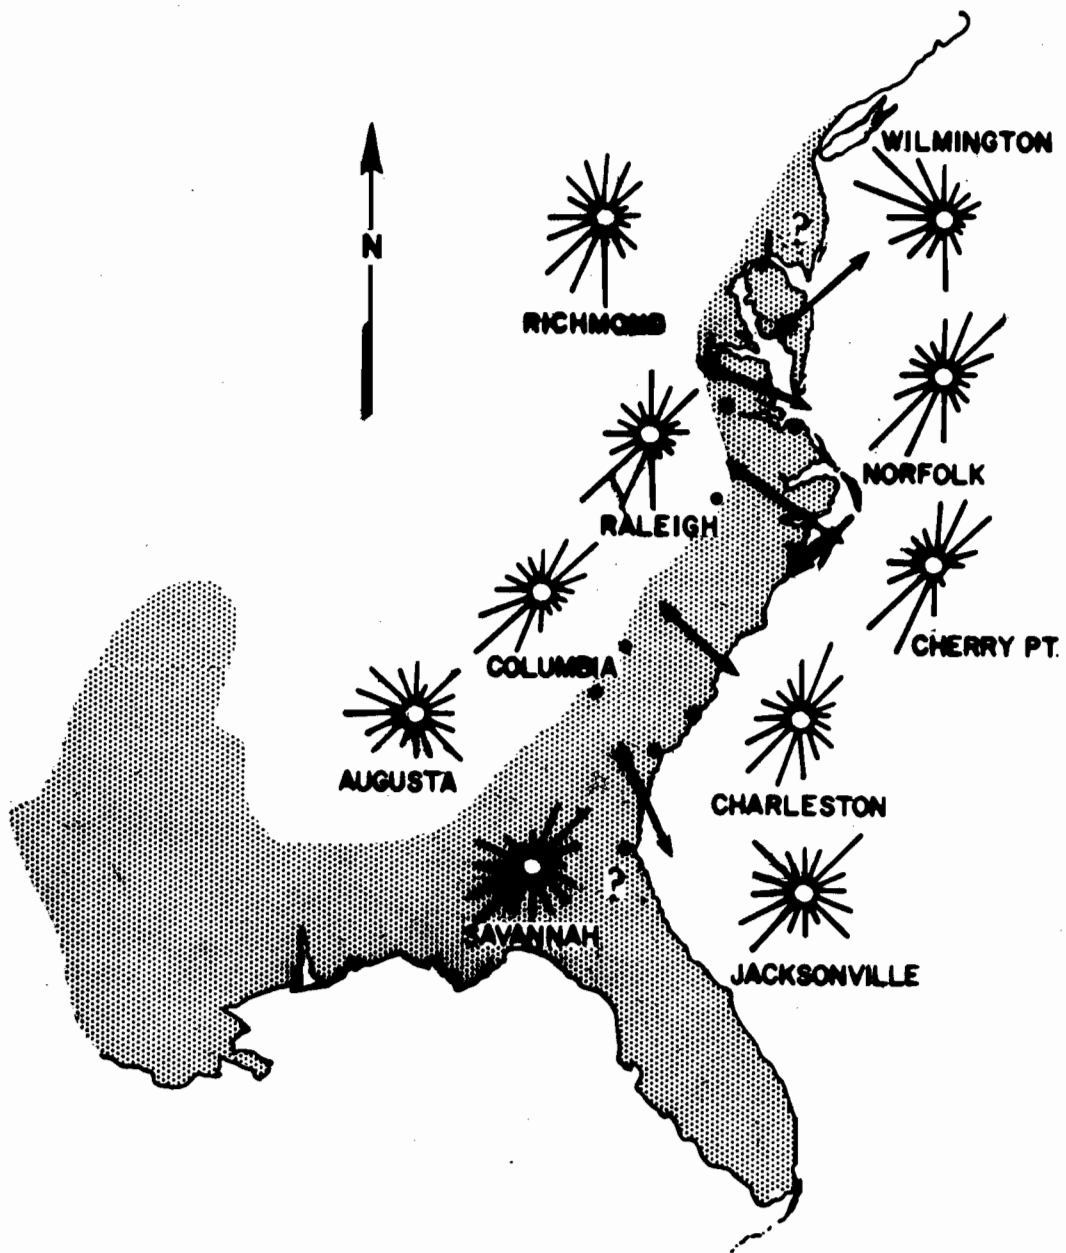 WILMINGTON
?
N
RICHMOND
NORFOLK
RALEIGH
CHERRY PT.
COLUMBIA
AUGUSTA
CHARLESTON
?
SAVANNAH
JACKSONVILLE